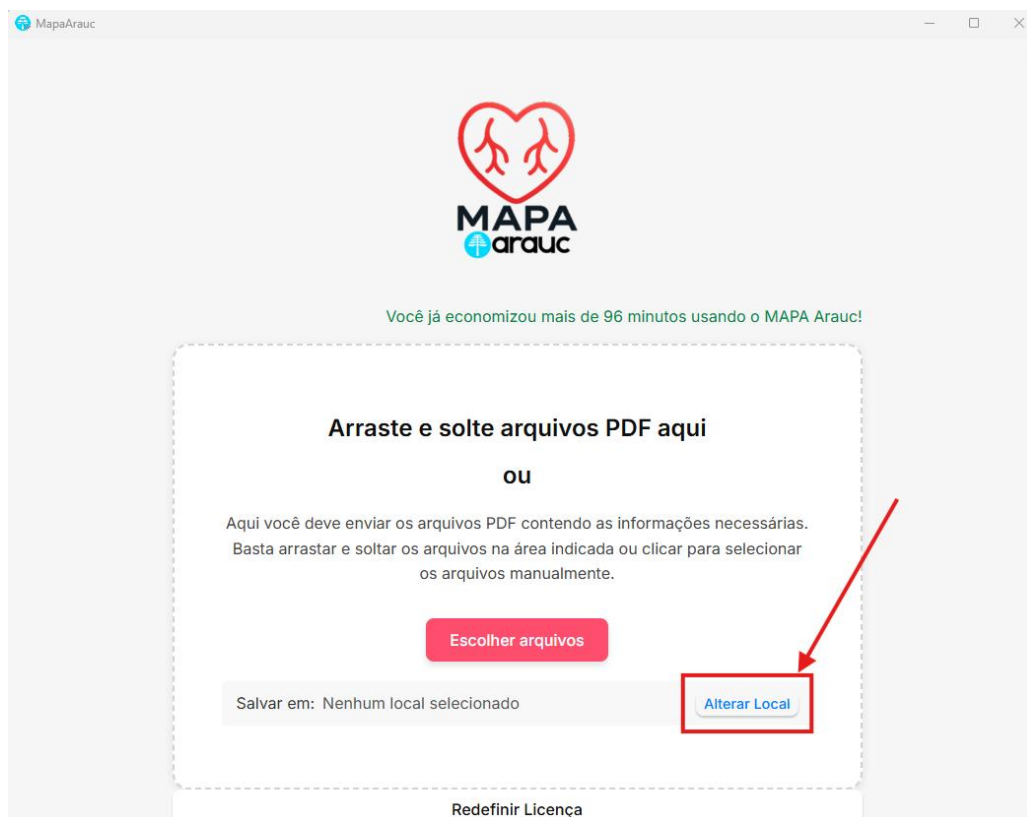 MapaArauc
MAPA
arauc
Você já economizou mais de 96 minutos usando o MAPA Arauc!
Arraste e solte arquivos PDF aqui
ou
Aqui você deve enviar os arquivos PDF contendo as informações necessárias.
Basta arrastar e soltar os arquivos na área indicada ou clicar para selecionar
os arquivos manualmente.
Escolher arquivos
Salvar em: Nenhum local selecionado
Alterar Local
Redefinir Licença